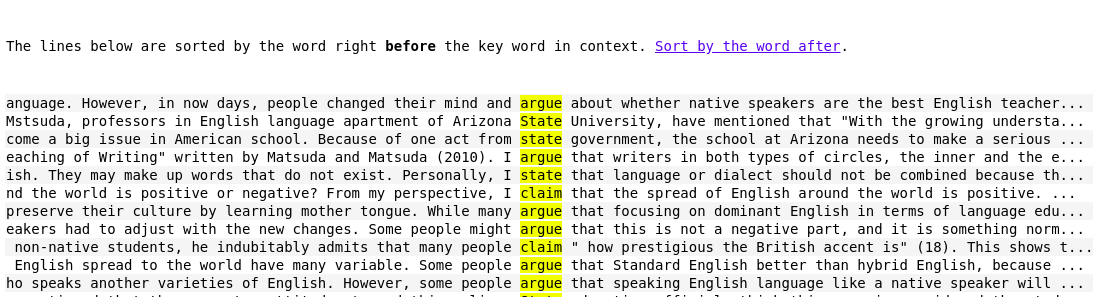 The lines below are sorted by the word right before the key word in context. Sort by the word after.
anguage. However, in now days, people changed their mind and argue about whether native speakers are the best English teacher...
Mstsuda, professors in English language apartment of Arizona State University, have mentioned that "With the growing understa...
come a big issue in American school. Because of one act from state government, the school at Arizona needs to make a serious ...
eaching of Writing" written by Matsuda and Matsuda (2010). I argue that writers in both types of circles, the inner and the e...
ish. They may make up words that do not exist. Personally, I state that language or dialect should not be combined because th...
nd the world is positive or negative? From my perspective, I claim that the spread of English around the world is positive. ...
preserve their culture by learning mother tongue. While many argue that focusing on dominant English in terms of language edu...
eakers had to adjust with the new changes. Some people might argue that this is not a negative part, and it is something norm...
non-native students, he indubitably admits that many people claim " how prestigious the British accent is" (18). This shows t...
English spread to the world have many variable. Some people argue that Standard English better than hybrid English, because ...
ho speaks another varieties of English. However, some people argue that speaking English language like a native speaker will ...